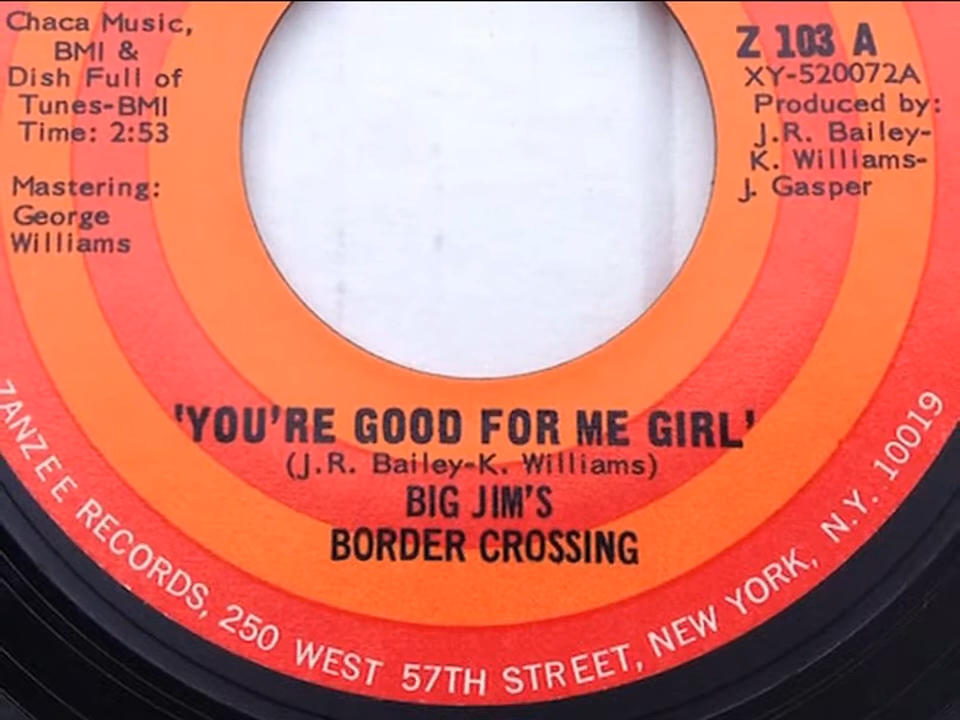 Chaca Music,
BMI &
Dish Full of
Tunes-BMI
Time: 2:53
Mastering:
George
Williams
Z 103 A
XY-520072A
Produced by:
J.R. Bailey-
K. Williams-
J. Gasper
'YOU'RE GOOD FOR ME GIRL'
(J.R. Bailey-K. Williams)
BIG JIM'S
BORDER CROSSING
ZANZEE RECORDS, 250 WEST 57TH STREET, NEW YORK, N.Y. 10019